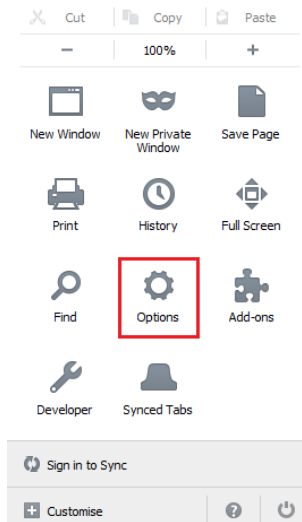 Cut Copy Paste
− 100% +
New Window New Private Window Save Page
Print History Full Screen
Find Options Add-ons
Developer Synced Tabs
Sign in to Sync
+ Customise ?